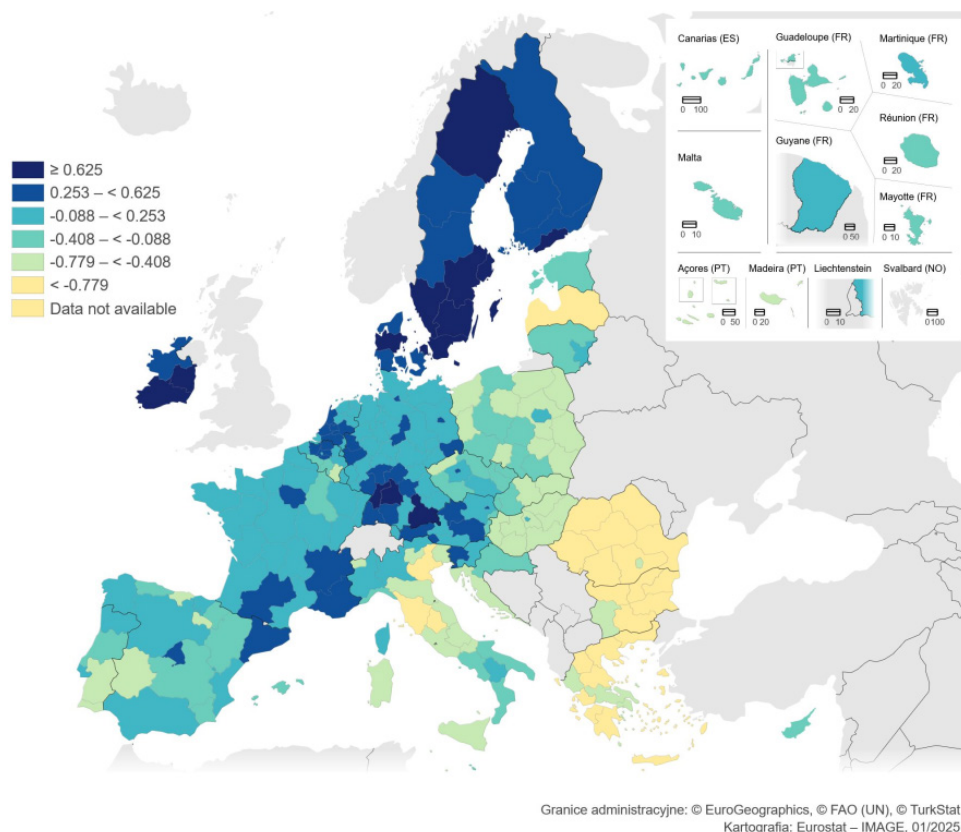 ≥ 0.625
0.253 – < 0.625
-0.088 – < 0.253
-0.408 – < -0.088
-0.779 – < -0.408
< -0.779
Data not available
Canarias (ES)
0 100
Guadeloupe (FR)
0 20
Martinique (FR)
0 20
Réunion (FR)
0 20
Malta
0 10
Guyane (FR)
0 50
Mayotte (FR)
0 10
Açores (PT)
0 50
Madeira (PT)
0 20
Liechtenstein
0 10
Svalbard (NO)
0100
Granice administracyjne: © EuroGeographics, © FAO (UN), © TurkStat
Kartografia: Eurostat – IMAGE, 01/2025